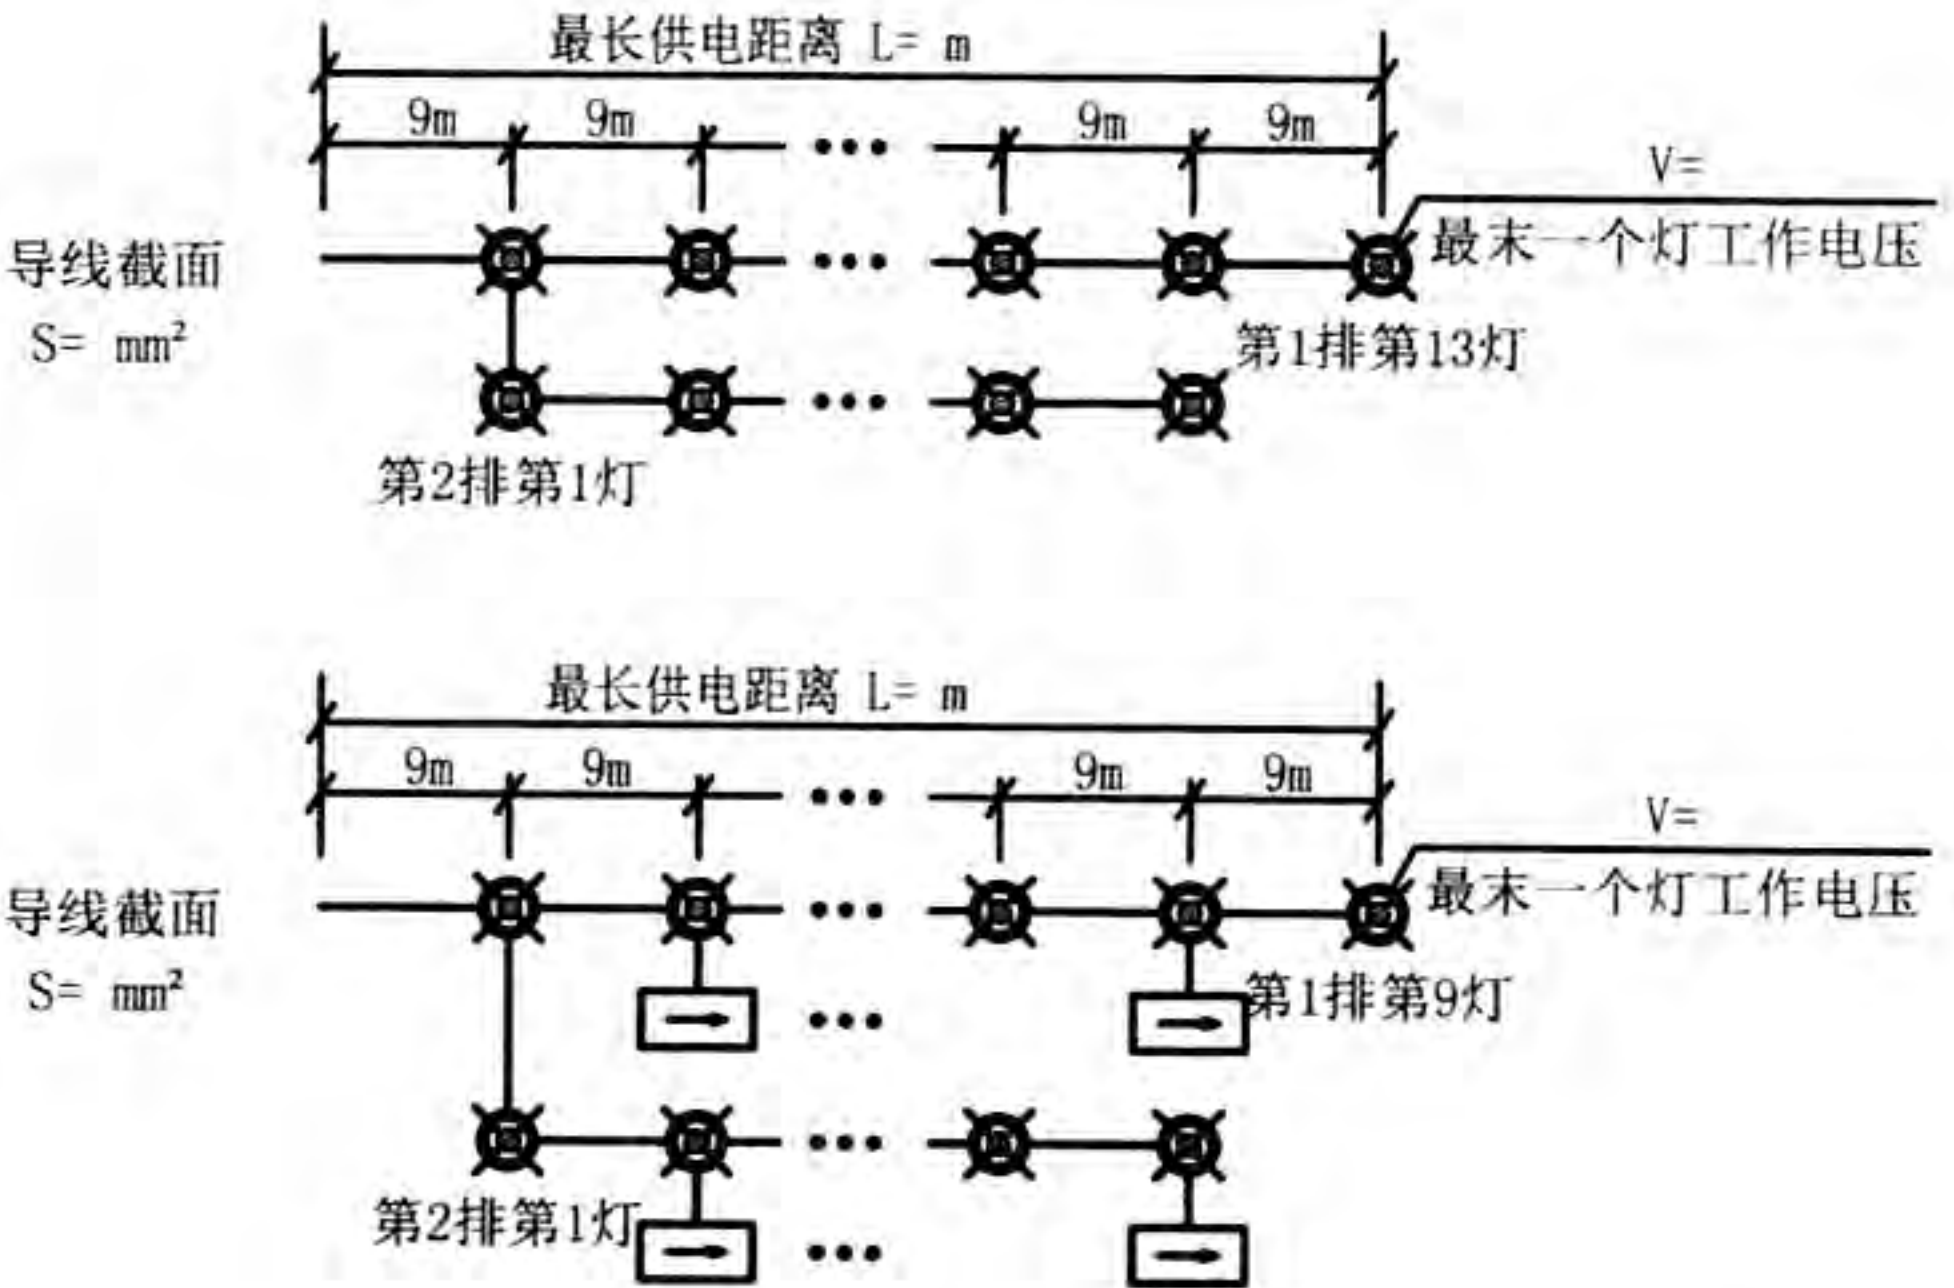 最长供电距离 L= m
9m 9m 9m 9m
V=
导线截面
最末一个灯工作电压
S= mm²
第1排第13灯
第2排第1灯
最长供电距离 L= m
9m 9m 9m 9m
V=
导线截面
最末一个灯工作电压
S= mm²
第1排第9灯
第2排第1灯